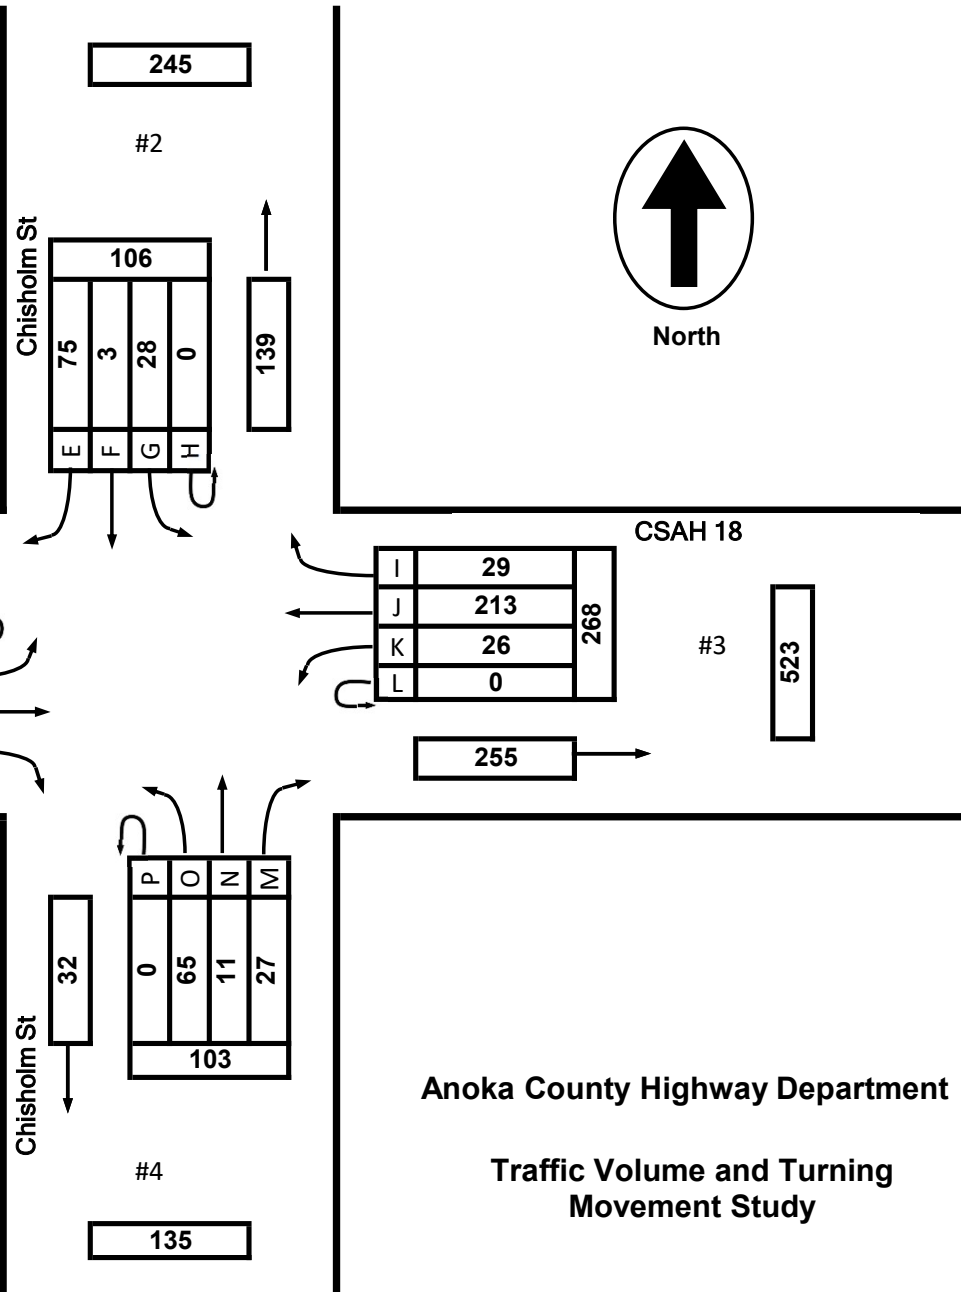 245
#2
Chisholm St
106
75
3
28
0
E
F
G
H
139
North
CSAH 18
I
29
J
213
K
26
L
0
268
#3
523
255
P
O
N
M
0
65
11
27
103
32
Chisholm St
#4
135
Anoka County Highway Department
Traffic Volume and Turning
Movement Study